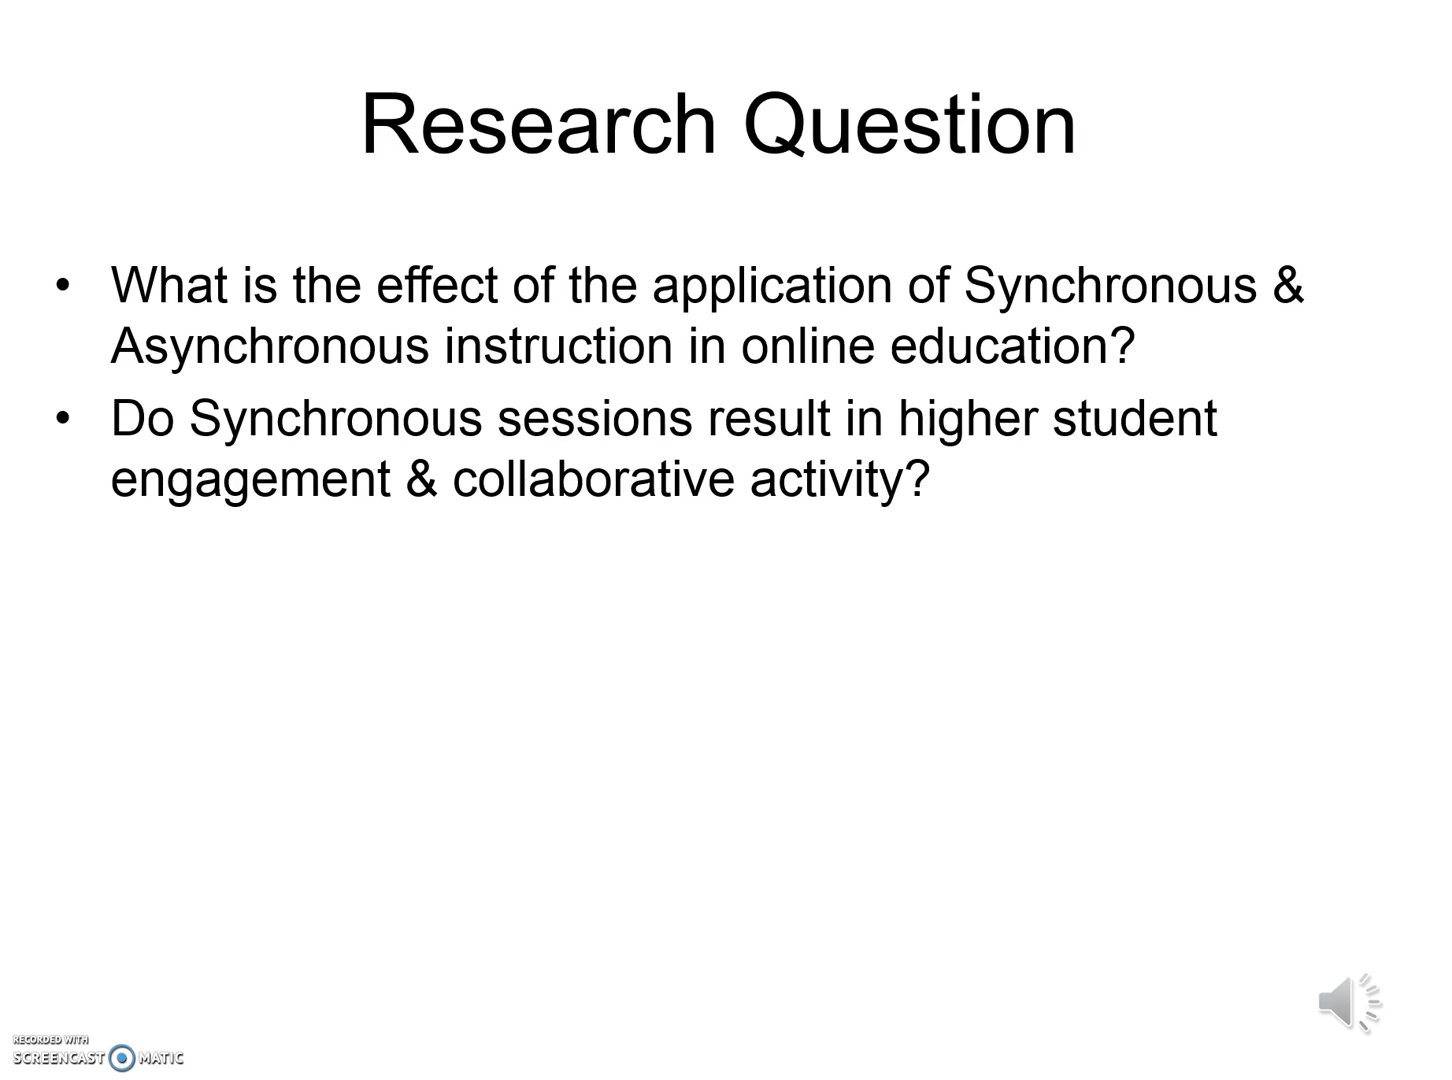 Research Question
• What is the effect of the application of Synchronous &
Asynchronous instruction in online education?
• Do Synchronous sessions result in higher student
engagement & collaborative activity?
RECORDED WITH
SCREENCAST MATIC